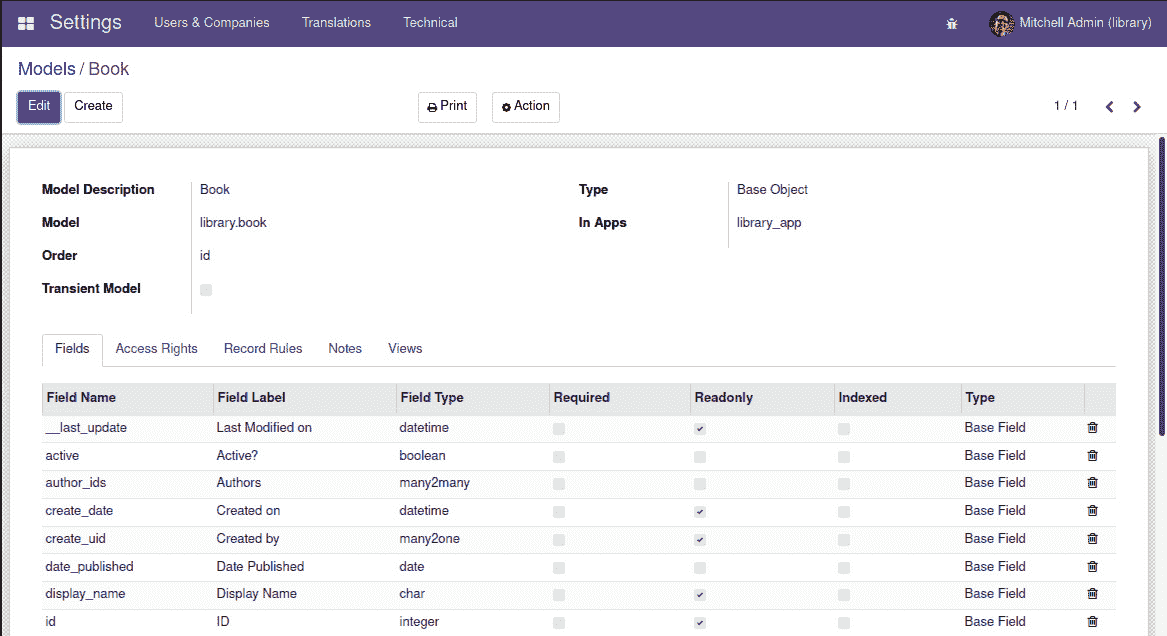 Settings Users & Companies Translations Technical Mitchell Admin (library)
Models / Book
Edit Create Print Action 1 / 1
Model Description Book Type Base Object
Model library.book In Apps library_app
Order id
Transient Model
Fields Access Rights Record Rules Notes Views
Field Name Field Label Field Type Required Readonly Indexed Type
__last_update Last Modified on datetime Base Field
active Active? boolean Base Field
author_ids Authors many2many Base Field
create_date Created on datetime Base Field
create_uid Created by many2one Base Field
date_published Date Published date Base Field
display_name Display Name char Base Field
id ID integer Base Field